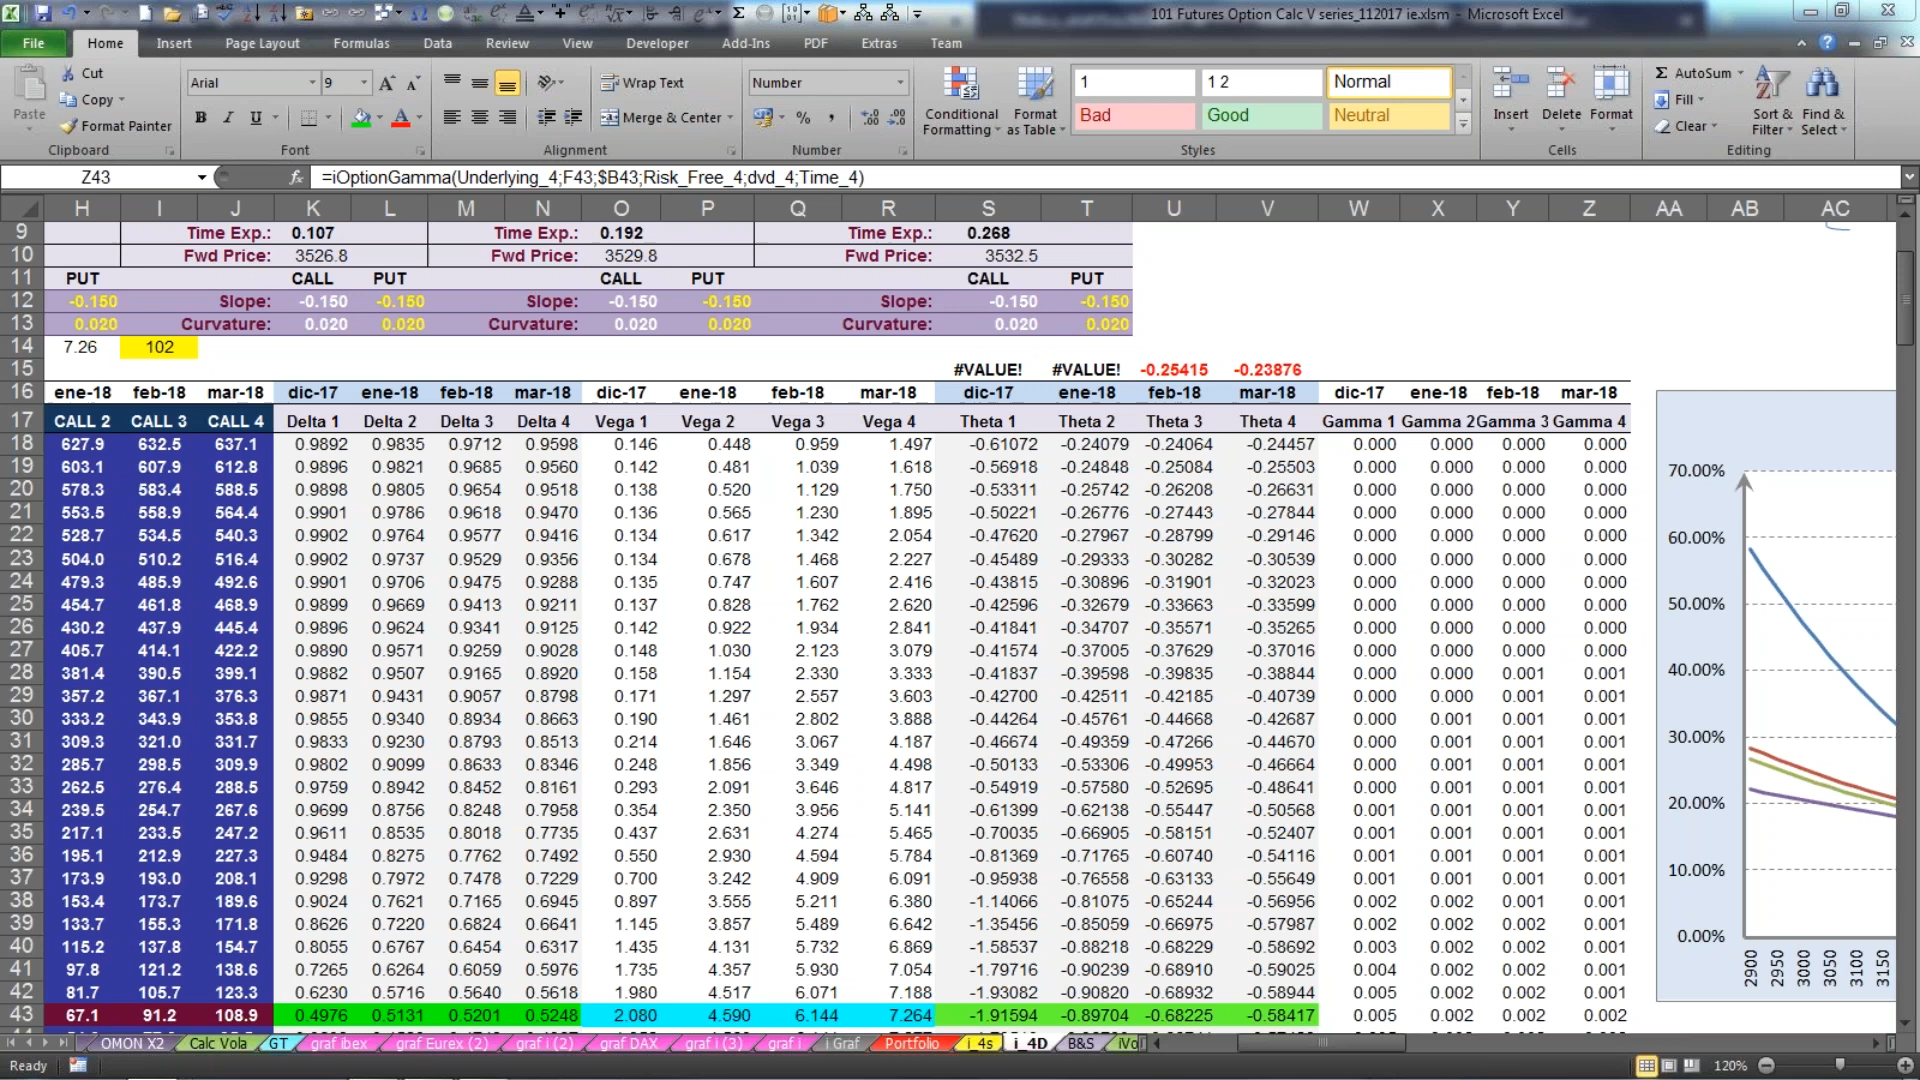 101 Futures Option Calc V series_112017 ie.xlsm - Microsoft Excel
File Home Insert Page Layout Formulas Data Review View Developer Add-Ins PDF Extras Team
Cut Copy Format Painter Paste Clipboard
Arial 9 B I U Font
Wrap Text Merge & Center Alignment
Number % Number
Conditional Formatting Format as Table
1 1 2 Normal
Bad Good Neutral
Styles
Insert Delete Format Cells
AutoSum Fill Clear Sort & Filter Find & Select Editing
Z43 fx =iOptionGamma(Underlying_4;F43;$B43;Risk_Free_4;dvd_4;Time_4)
H I J K L M N O P Q R S T U V W X Y Z AA AB AC
9 Time Exp.: 0.107 Time Exp.: 0.192 Time Exp.: 0.268
10 Fwd Price: 3526.8 Fwd Price: 3529.8 Fwd Price: 3532.5
11 PUT CALL PUT CALL PUT CALL PUT
12 -0.150 Slope: -0.150 -0.150 Slope: -0.150 -0.150 Slope: -0.150 -0.150
13 0.020 Curvature: 0.020 0.020 Curvature: 0.020 0.020 Curvature: 0.020 0.020
14 7.26 102
15 #VALUE! #VALUE! -0.25415 -0.23876
16 ene-18 feb-18 mar-18 dic-17 ene-18 feb-18 mar-18 dic-17 ene-18 feb-18 mar-18 dic-17 ene-18 feb-18 mar-18 dic-17 ene-18 feb-18 mar-18
17 CALL 2 CALL 3 CALL 4 Delta 1 Delta 2 Delta 3 Delta 4 Vega 1 Vega 2 Vega 3 Vega 4 Theta 1 Theta 2 Theta 3 Theta 4 Gamma 1 Gamma 2 Gamma 3 Gamma 4
18 627.9 632.5 637.1 0.9892 0.9835 0.9712 0.9598 0.146 0.448 0.959 1.497 -0.61072 -0.24079 -0.24064 -0.24457 0.000 0.000 0.000 0.000
19 603.1 607.9 612.8 0.9896 0.9821 0.9685 0.9560 0.142 0.481 1.039 1.618 -0.56918 -0.24848 -0.25084 -0.25503 0.000 0.000 0.000 0.000
20 578.3 583.4 588.5 0.9898 0.9805 0.9654 0.9518 0.138 0.520 1.129 1.750 -0.53311 -0.25742 -0.26208 -0.26631 0.000 0.000 0.000 0.000
21 553.5 558.9 564.4 0.9901 0.9786 0.9618 0.9470 0.136 0.565 1.230 1.895 -0.50221 -0.26776 -0.27443 -0.27844 0.000 0.000 0.000 0.000
22 528.7 534.5 540.3 0.9902 0.9764 0.9577 0.9416 0.134 0.617 1.342 2.054 -0.47620 -0.27967 -0.28799 -0.29146 0.000 0.000 0.000 0.000
23 504.0 510.2 516.4 0.9902 0.9737 0.9529 0.9356 0.134 0.678 1.468 2.227 -0.45489 -0.29333 -0.30282 -0.30539 0.000 0.000 0.000 0.000
24 479.3 485.9 492.6 0.9901 0.9706 0.9475 0.9288 0.135 0.747 1.607 2.416 -0.43815 -0.30896 -0.31901 -0.32023 0.000 0.000 0.000 0.000
25 454.7 461.8 468.9 0.9899 0.9669 0.9413 0.9211 0.137 0.828 1.762 2.620 -0.42596 -0.32679 -0.33663 -0.33599 0.000 0.000 0.000 0.000
26 430.2 437.9 445.4 0.9896 0.9624 0.9341 0.9125 0.142 0.922 1.934 2.841 -0.41841 -0.34707 -0.35571 -0.35265 0.000 0.000 0.000 0.000
27 405.7 414.1 422.2 0.9890 0.9571 0.9259 0.9028 0.148 1.030 2.123 3.079 -0.41574 -0.37005 -0.37629 -0.37016 0.000 0.000 0.000 0.000
28 381.4 390.5 399.1 0.9882 0.9507 0.9165 0.8920 0.158 1.154 2.330 3.333 -0.41837 -0.39598 -0.39835 -0.38844 0.000 0.000 0.001 0.001
29 357.2 367.1 376.3 0.9871 0.9431 0.9057 0.8798 0.171 1.297 2.557 3.603 -0.42700 -0.42511 -0.42185 -0.40739 0.000 0.000 0.001 0.001
30 333.2 343.9 353.8 0.9855 0.9340 0.8934 0.8663 0.190 1.461 2.802 3.888 -0.44264 -0.45761 -0.44668 -0.42687 0.000 0.001 0.001 0.001
31 309.3 321.0 331.7 0.9833 0.9230 0.8793 0.8513 0.214 1.646 3.067 4.187 -0.46674 -0.49359 -0.47266 -0.44670 0.000 0.001 0.001 0.001
32 285.7 298.5 309.9 0.9802 0.9099 0.8633 0.8346 0.248 1.856 3.349 4.498 -0.50133 -0.53306 -0.49953 -0.46664 0.000 0.001 0.001 0.001
33 262.5 276.4 288.5 0.9759 0.8942 0.8452 0.8161 0.293 2.091 3.646 4.817 -0.54919 -0.57580 -0.52695 -0.48641 0.000 0.001 0.001 0.001
34 239.5 254.7 267.6 0.9699 0.8756 0.8248 0.7958 0.354 2.350 3.956 5.141 -0.61399 -0.62138 -0.55447 -0.50568 0.001 0.001 0.001 0.001
35 217.1 233.5 247.2 0.9611 0.8535 0.8018 0.7735 0.437 2.631 4.274 5.465 -0.70035 -0.66905 -0.58151 -0.52407 0.001 0.001 0.001 0.001
36 195.1 212.9 227.3 0.9484 0.8275 0.7762 0.7492 0.550 2.930 4.594 5.784 -0.81369 -0.71765 -0.60740 -0.54116 0.001 0.001 0.001 0.001
37 173.9 193.0 208.1 0.9298 0.7972 0.7478 0.7229 0.700 3.242 4.909 6.091 -0.95938 -0.76558 -0.63133 -0.55649 0.001 0.001 0.001 0.001
38 153.4 173.7 189.6 0.9024 0.7621 0.7165 0.6945 0.897 3.555 5.211 6.380 -1.14066 -0.81075 -0.65244 -0.56956 0.002 0.002 0.002 0.001
39 133.7 155.3 171.8 0.8626 0.7220 0.6824 0.6641 1.145 3.857 5.489 6.642 -1.35456 -0.85059 -0.66975 -0.57987 0.002 0.002 0.002 0.001
40 115.2 137.8 154.7 0.8055 0.6767 0.6454 0.6317 1.435 4.131 5.732 6.869 -1.58537 -0.88218 -0.68229 -0.58692 0.003 0.002 0.002 0.001
41 97.8 121.2 138.6 0.7265 0.6264 0.6059 0.5976 1.735 4.357 5.930 7.054 -1.79716 -0.90239 -0.68910 -0.59025 0.004 0.002 0.002 0.001
42 81.7 105.7 123.3 0.6230 0.5716 0.5640 0.5618 1.980 4.517 6.071 7.188 -1.93082 -0.90820 -0.68932 -0.58944 0.005 0.002 0.002 0.001
43 67.1 91.2 108.9 0.4976 0.5131 0.5201 0.5248 2.080 4.590 6.144 7.264 -1.91594 -0.89704 -0.68225 -0.58417 0.005 0.002 0.002 0.002
70.00%
60.00%
50.00%
40.00%
30.00%
20.00%
10.00%
0.00%
2900 2950 3000 3050 3100 3150
OMON X2 Calc Vola GT graf ibex graf Eurex (2) graf i (2) graf DAX graf i (3) graf i i Graf Portfolio i_4s i_4D B&S iVol
Ready 120%